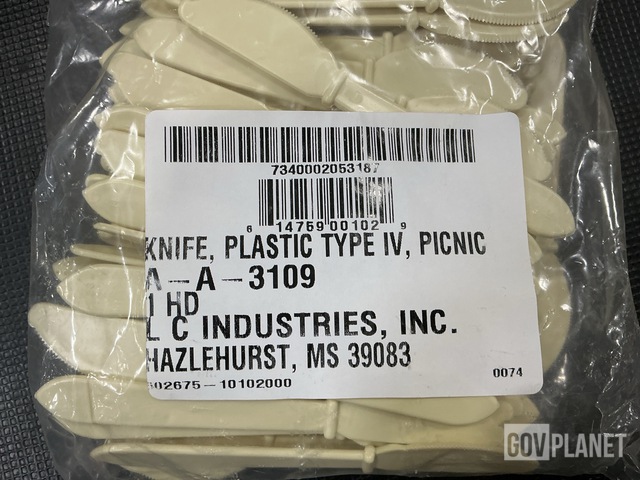 7340002053187
6 14759 00102 9
KNIFE, PLASTIC TYPE IV, PICNIC
A-A-3109
1 HD
L C INDUSTRIES, INC.
HAZLEHURST, MS 39083
502675-10102000
0074
GOVPLANET